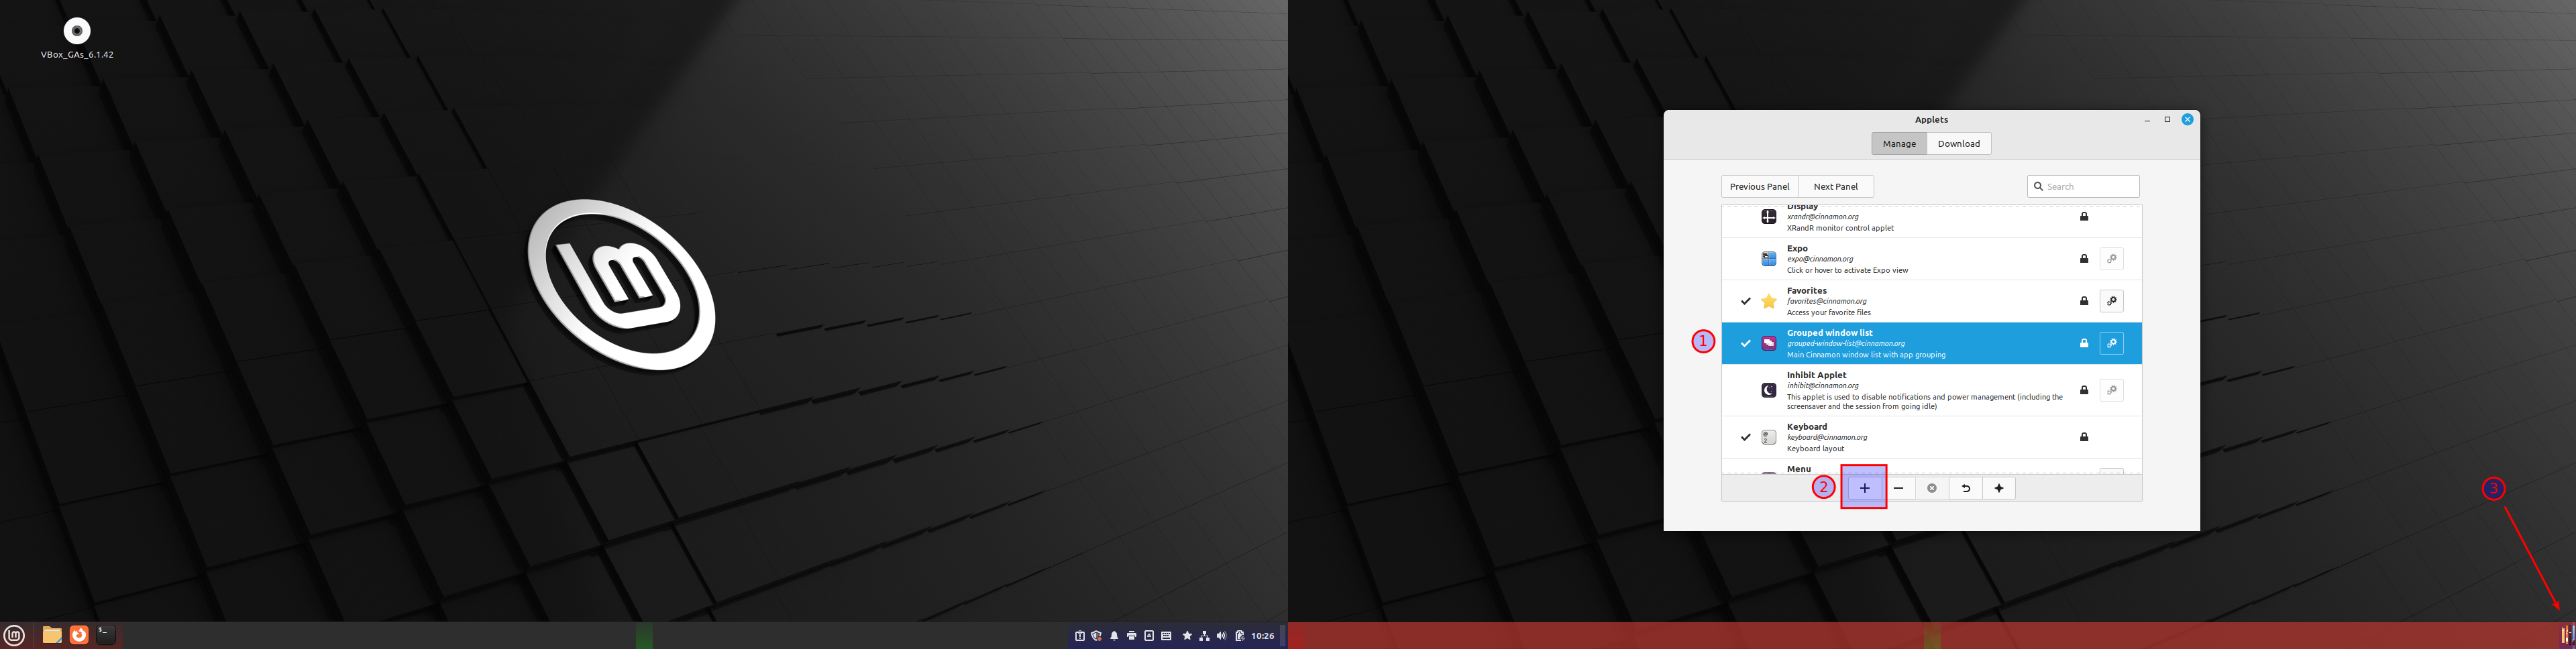 VBox_GAs_6.1.42
Applets
Manage
Download
Previous Panel
Next Panel
Search
Display
xrandr@cinnamon.org
XRandR monitor control applet
Expo
expo@cinnamon.org
Click or hover to activate Expo view
Favorites
favorites@cinnamon.org
Access your favorite files
1
Grouped window list
grouped-window-list@cinnamon.org
Main Cinnamon window list with app grouping
Inhibit Applet
inhibit@cinnamon.org
This applet is used to disable notifications and power management (including the
screensaver and the session from going idle)
Keyboard
keyboard@cinnamon.org
Keyboard layout
Menu
2
3
10:26